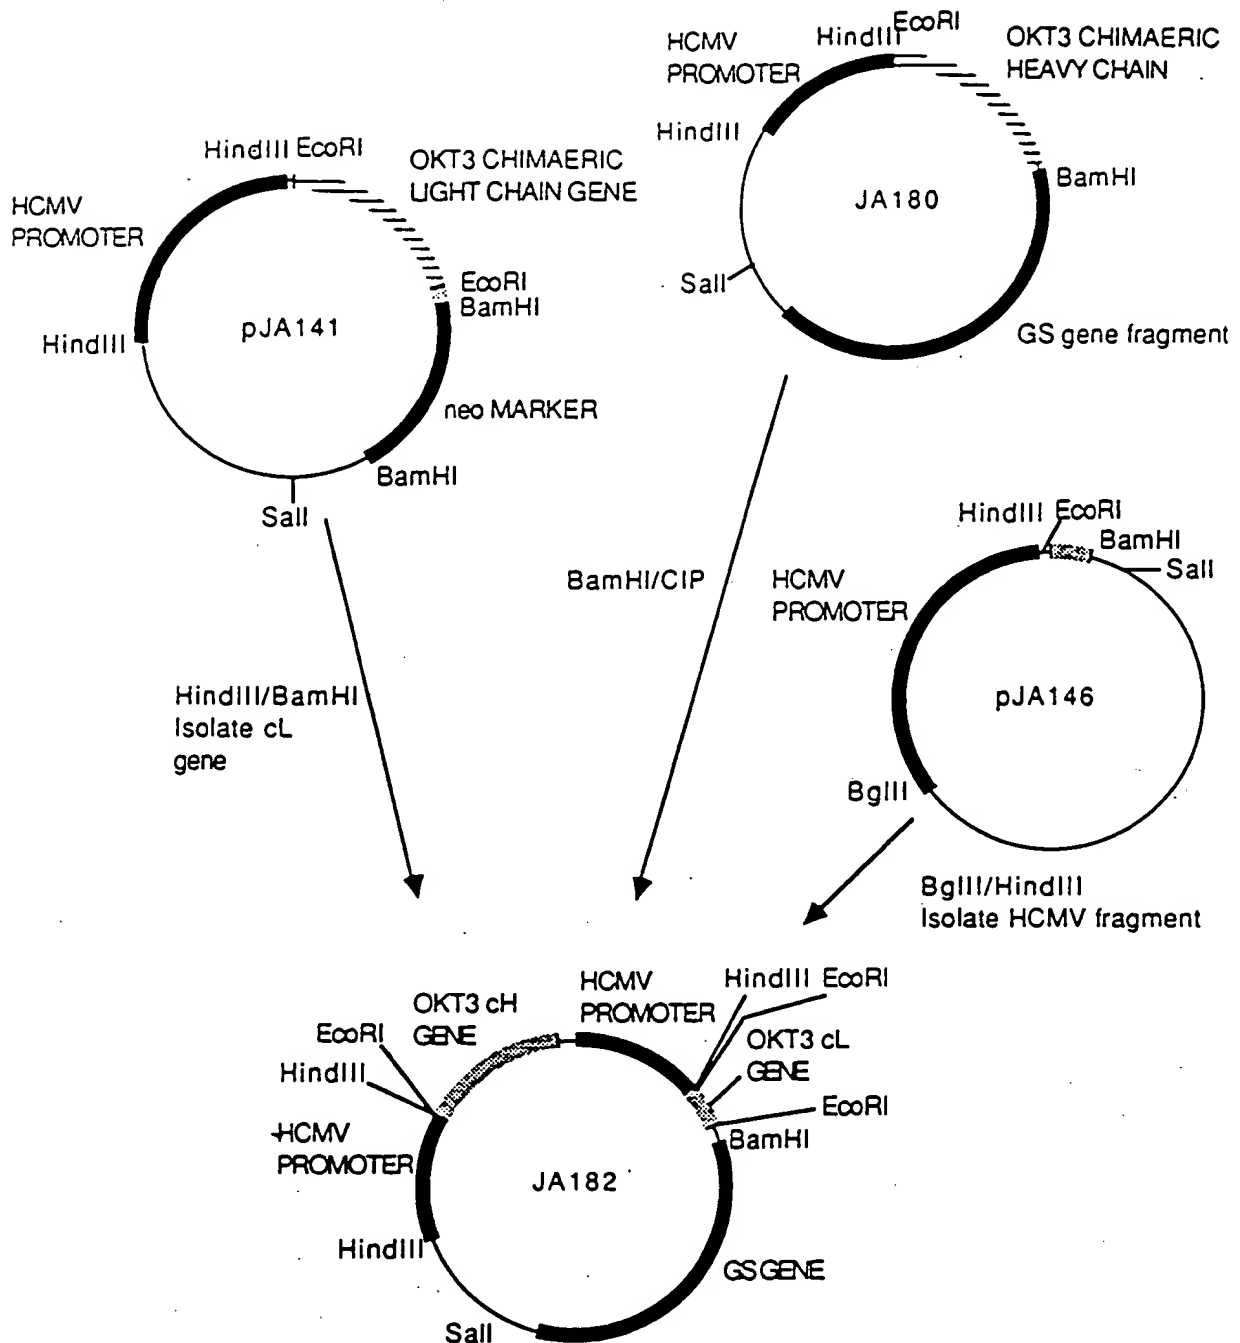 HCMV
PROMOTER
HindIII
EcoRI
OKT3 CHIMAERIC
HEAVY CHAIN
HindIII
BamHI
JA180
SalI
GS gene fragment
HindIII EcoRI
OKT3 CHIMAERIC
LIGHT CHAIN GENE
HCMV
PROMOTER
EcoRI
BamHI
pJA141
HindIII
neo MARKER
BamHI
SalI
HindIII EcoRI
BamHI
SalI
HCMV
PROMOTER
pJA146
BglII
BamHI/CIP
HindIII/BamHI
Isolate cL
gene
BglII/HindIII
Isolate HCMV fragment
HCMV
PROMOTER
HindIII EcoRI
OKT3 cH
GENE
EcoRI
HindIII
OKT3 cL
GENE
EcoRI
BamHI
HCMV
PROMOTER
JA182
HindIII
GS GENE
SalI